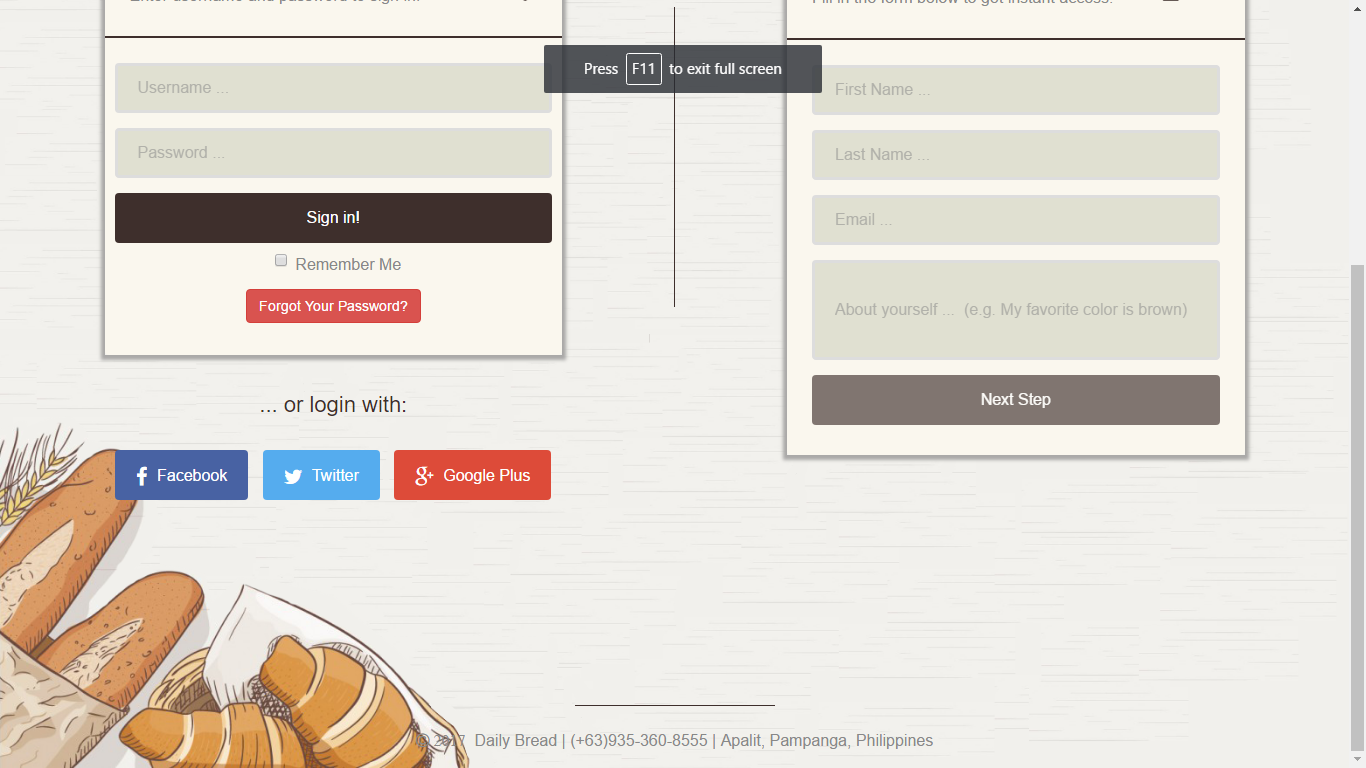 Enter username and password to sign in:
Username ...
Password ...
Sign in!
Remember Me
Forgot Your Password?
... or login with:
Facebook
Twitter
Google Plus
Press F11 to exit full screen
Fill in the form below to get instant access:
First Name ...
Last Name ...
Email ...
About yourself ... (e.g. My favorite color is brown)
Next Step
© 2017 Daily Bread | (+63)935-360-8555 | Apalit, Pampanga, Philippines